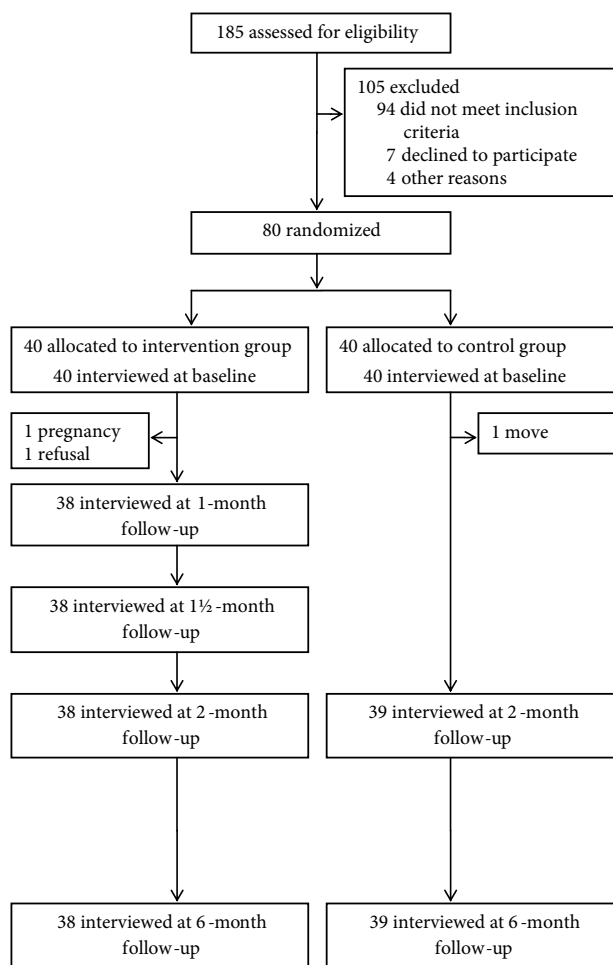 185 assessed for eligibility
105 excluded
94 did not meet inclusion
criteria
7 declined to participate
4 other reasons
80 randomized
40 allocated to intervention group
40 interviewed at baseline
40 allocated to control group
40 interviewed at baseline
1 pregnancy
1 refusal
1 move
38 interviewed at 1-month
follow-up
38 interviewed at 1½-month
follow-up
38 interviewed at 2-month
follow-up
39 interviewed at 2-month
follow-up
38 interviewed at 6-month
follow-up
39 interviewed at 6-month
follow-up